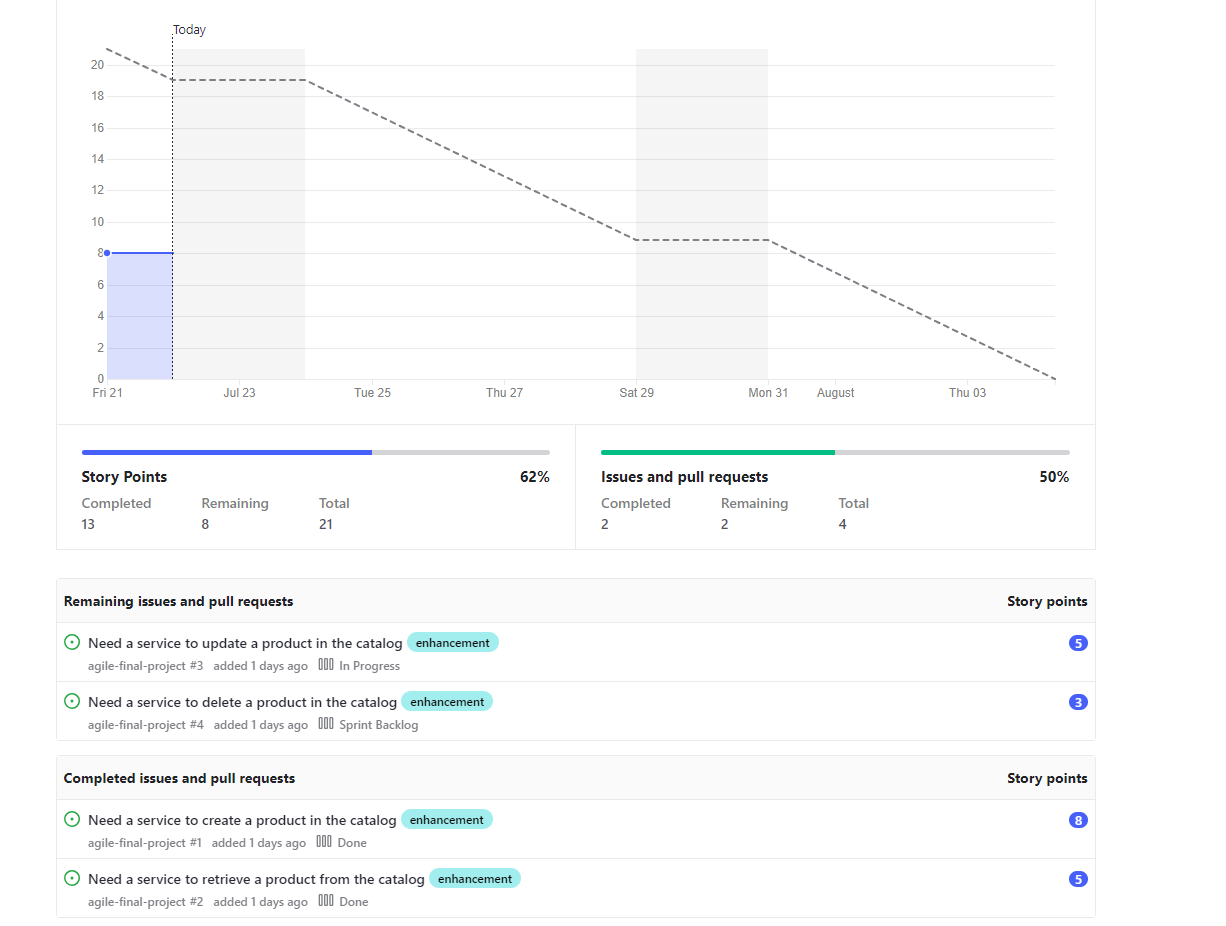 Today
20
18
16
14
12
10
8
6
4
2
0
Fri 21 Jul 23 Tue 25 Thu 27 Sat 29 Mon 31 August Thu 03
Story Points 62%
Completed Remaining Total
13 8 21
Issues and pull requests 50%
Completed Remaining Total
2 2 4
Remaining issues and pull requests Story points
Need a service to update a product in the catalog enhancement 5
agile-final-project #3 added 1 days ago In Progress
Need a service to delete a product in the catalog enhancement 3
agile-final-project #4 added 1 days ago Sprint Backlog
Completed issues and pull requests Story points
Need a service to create a product in the catalog enhancement 8
agile-final-project #1 added 1 days ago Done
Need a service to retrieve a product from the catalog enhancement 5
agile-final-project #2 added 1 days ago Done